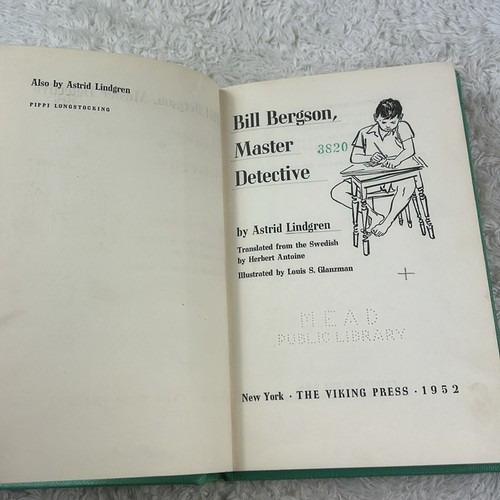 Also by Astrid Lindgren
PIPPI LONGSTOCKING
Bill Bergson,
Master
3820
Detective
by Astrid Lindgren
Translated from the Swedish
by Herbert Antoine
Illustrated by Louis S. Glanzman
MEAD
PUBLIC LIBRARY
New York · THE VIKING PRESS · 1952